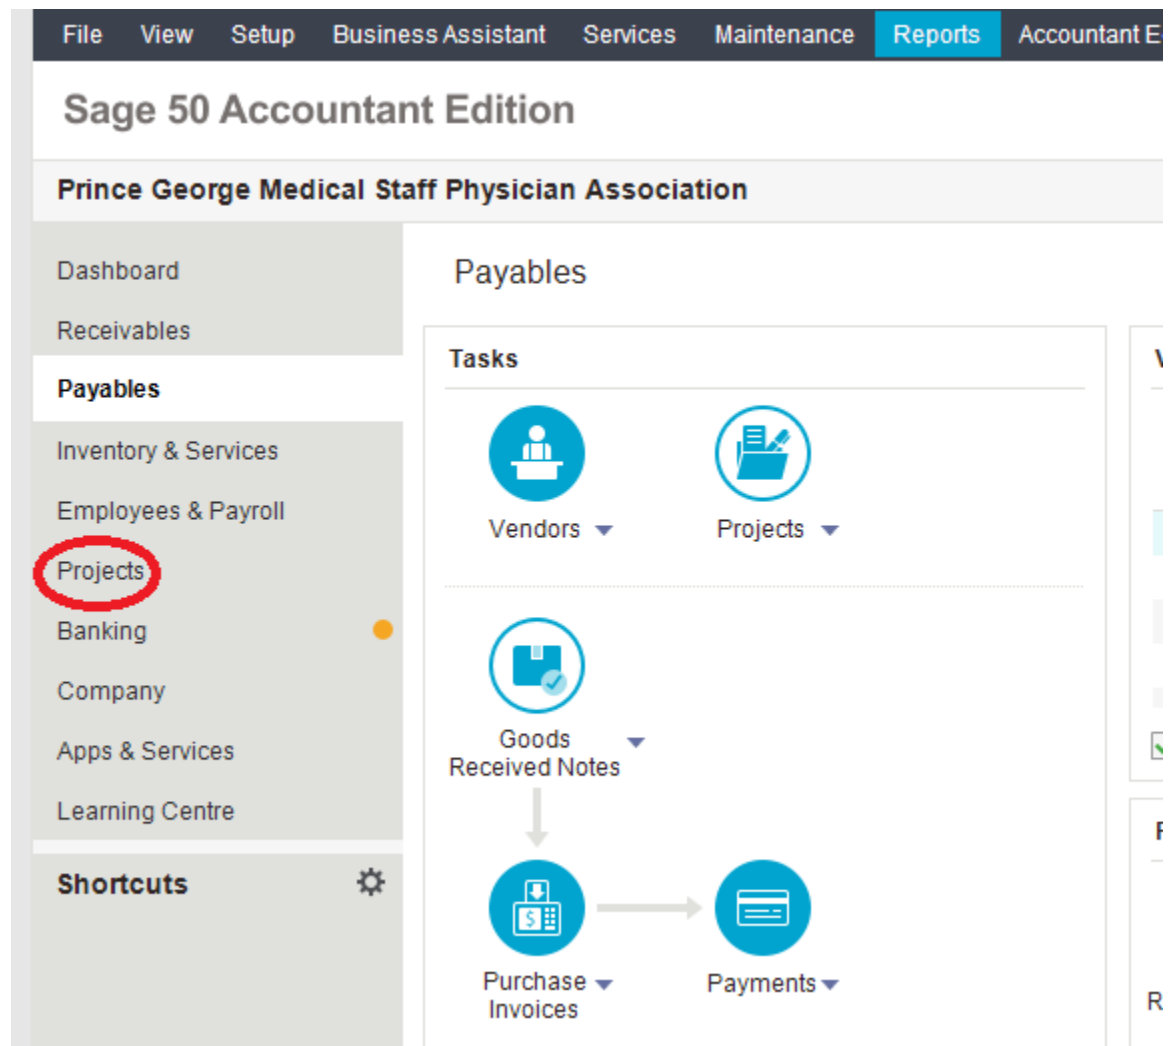 File View Setup Business Assistant Services Maintenance Reports Accountant E
Sage 50 Accountant Edition
Prince George Medical Staff Physician Association
Dashboard
Receivables
Payables
Inventory & Services
Employees & Payroll
Projects
Banking
Company
Apps & Services
Learning Centre
Shortcuts
Payables
Tasks
Vendors
Projects
Goods
Received Notes
Purchase
Invoices
Payments
R